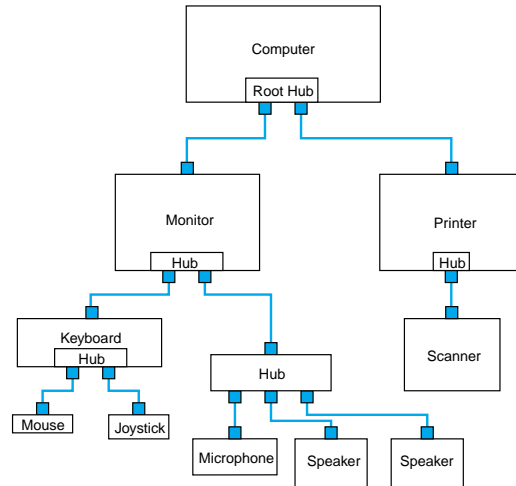 Computer
Root Hub
Monitor
Hub
Printer
Hub
Keyboard
Hub
Hub
Scanner
Mouse
Joystick
Microphone
Speaker
Speaker